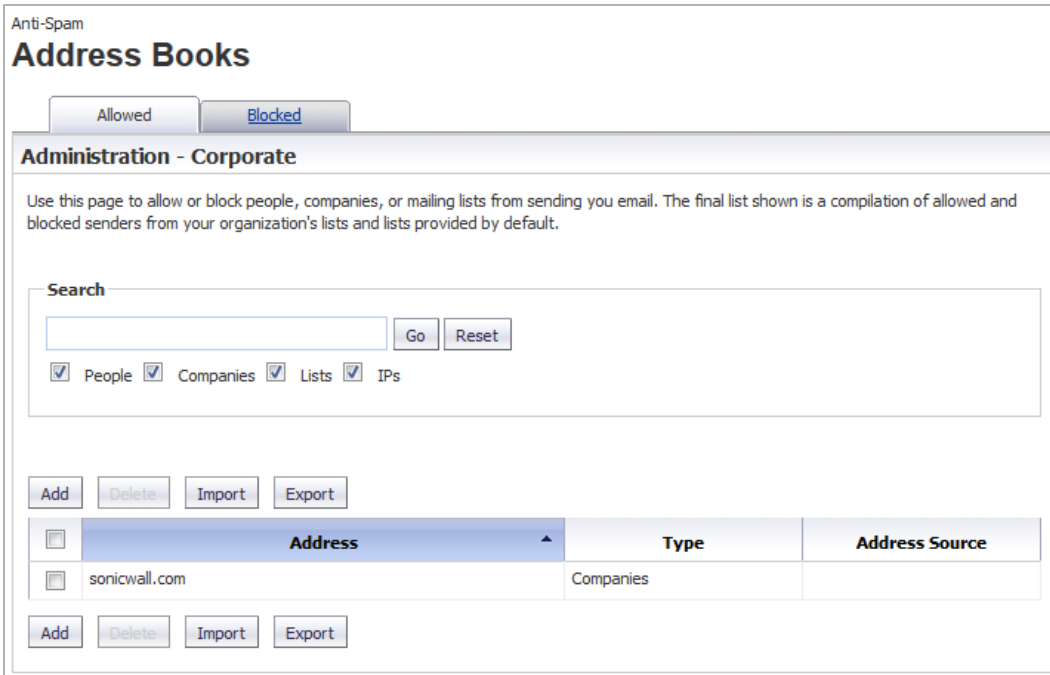 Anti-Spam
Address Books
Allowed Blocked
Administration - Corporate
Use this page to allow or block people, companies, or mailing lists from sending you email. The final list shown is a compilation of allowed and
blocked senders from your organization's lists and lists provided by default.
Search
Go Reset
People Companies Lists IPs
Add Delete Import Export
Address Type Address Source
sonicwall.com Companies
Add Delete Import Export